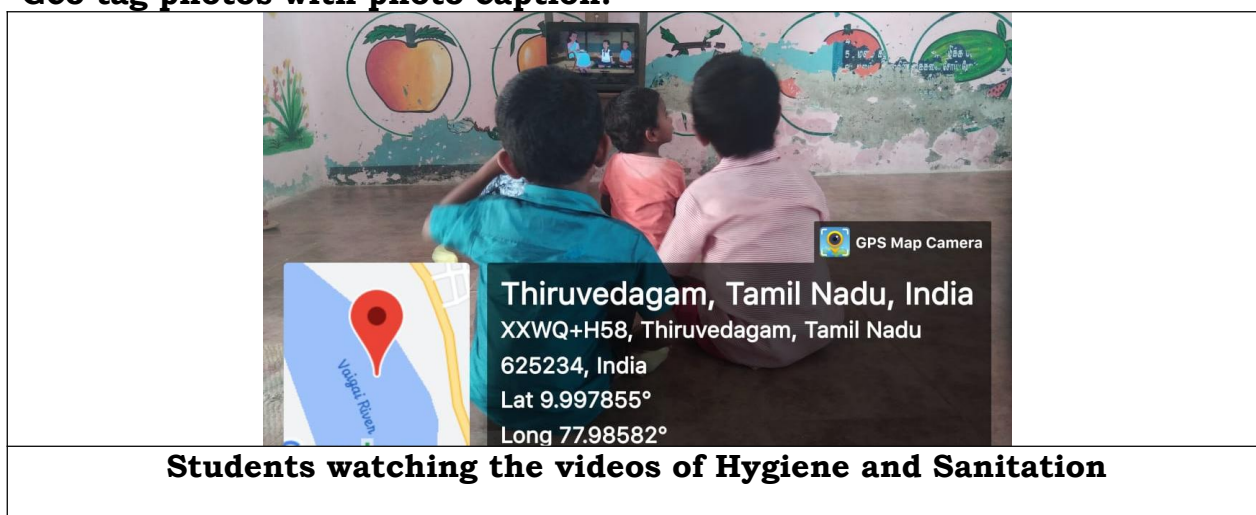 Geo tag photos with photo caption:
GPS Map Camera
Thiruvedagam, Tamil Nadu, India
XXWQ+H58, Thiruvedagam, Tamil Nadu
625234, India
Lat 9.997855°
Long 77.98582°
Vaigai River
Students watching the videos of Hygiene and Sanitation